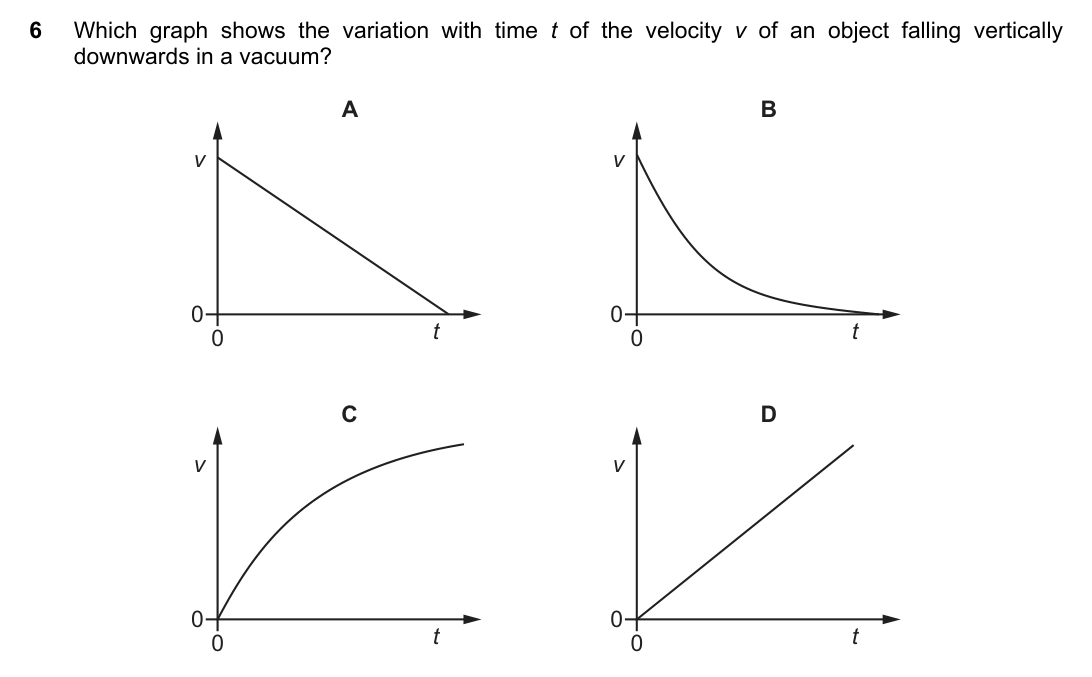 6 Which graph shows the variation with time t of the velocity v of an object falling vertically
downwards in a vacuum?
A
v
0
0
t
B
v
0
0
t
C
v
0
0
t
D
v
0
0
t